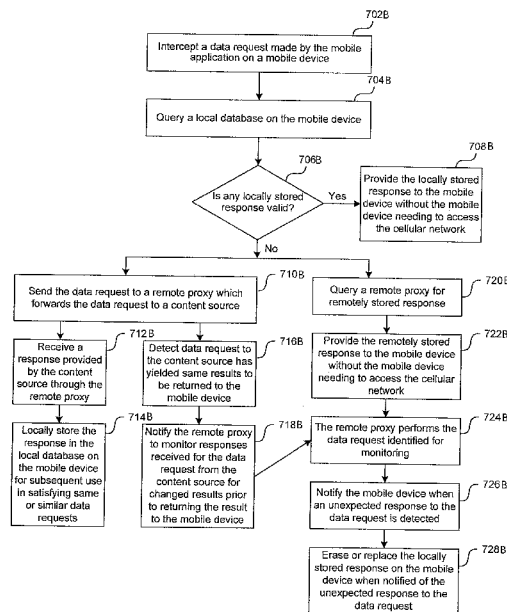 702B
Intercept a data request made by the mobile
application on a mobile device
704B
Query a local database on the mobile device
706B
Is any locally stored
response valid?
Yes
708B
Provide the locally stored
response to the mobile
device without the mobile
device needing to access
the cellular network
No
710B
Send the data request to a remote proxy which
forwards the data request to a content source
712B
Receive a
response provided
by the content
source through the
remote proxy
714B
Locally store the
response in the
local database on
the mobile device
for subsequent use
in satisfying same
or similar data
requests
716B
Detect data request to
the content source has
yielded same results to
be returned to the
mobile device
718B
Notify the remote proxy
to monitor responses
received for the data
request from the
content source for
changed results prior
to returning the result
to the mobile device
720B
Query a remote proxy for
remotely stored response
722B
Provide the remotely stored
response to the mobile device
without the mobile device
needing to access the cellular
network
724B
The remote proxy performs the
data request identified for
monitoring
726B
Notify the mobile device when
an unexpected response to the
data request is detected
728B
Erase or replace the locally
stored response on the mobile
device when notified of the
unexpected response to the
data request